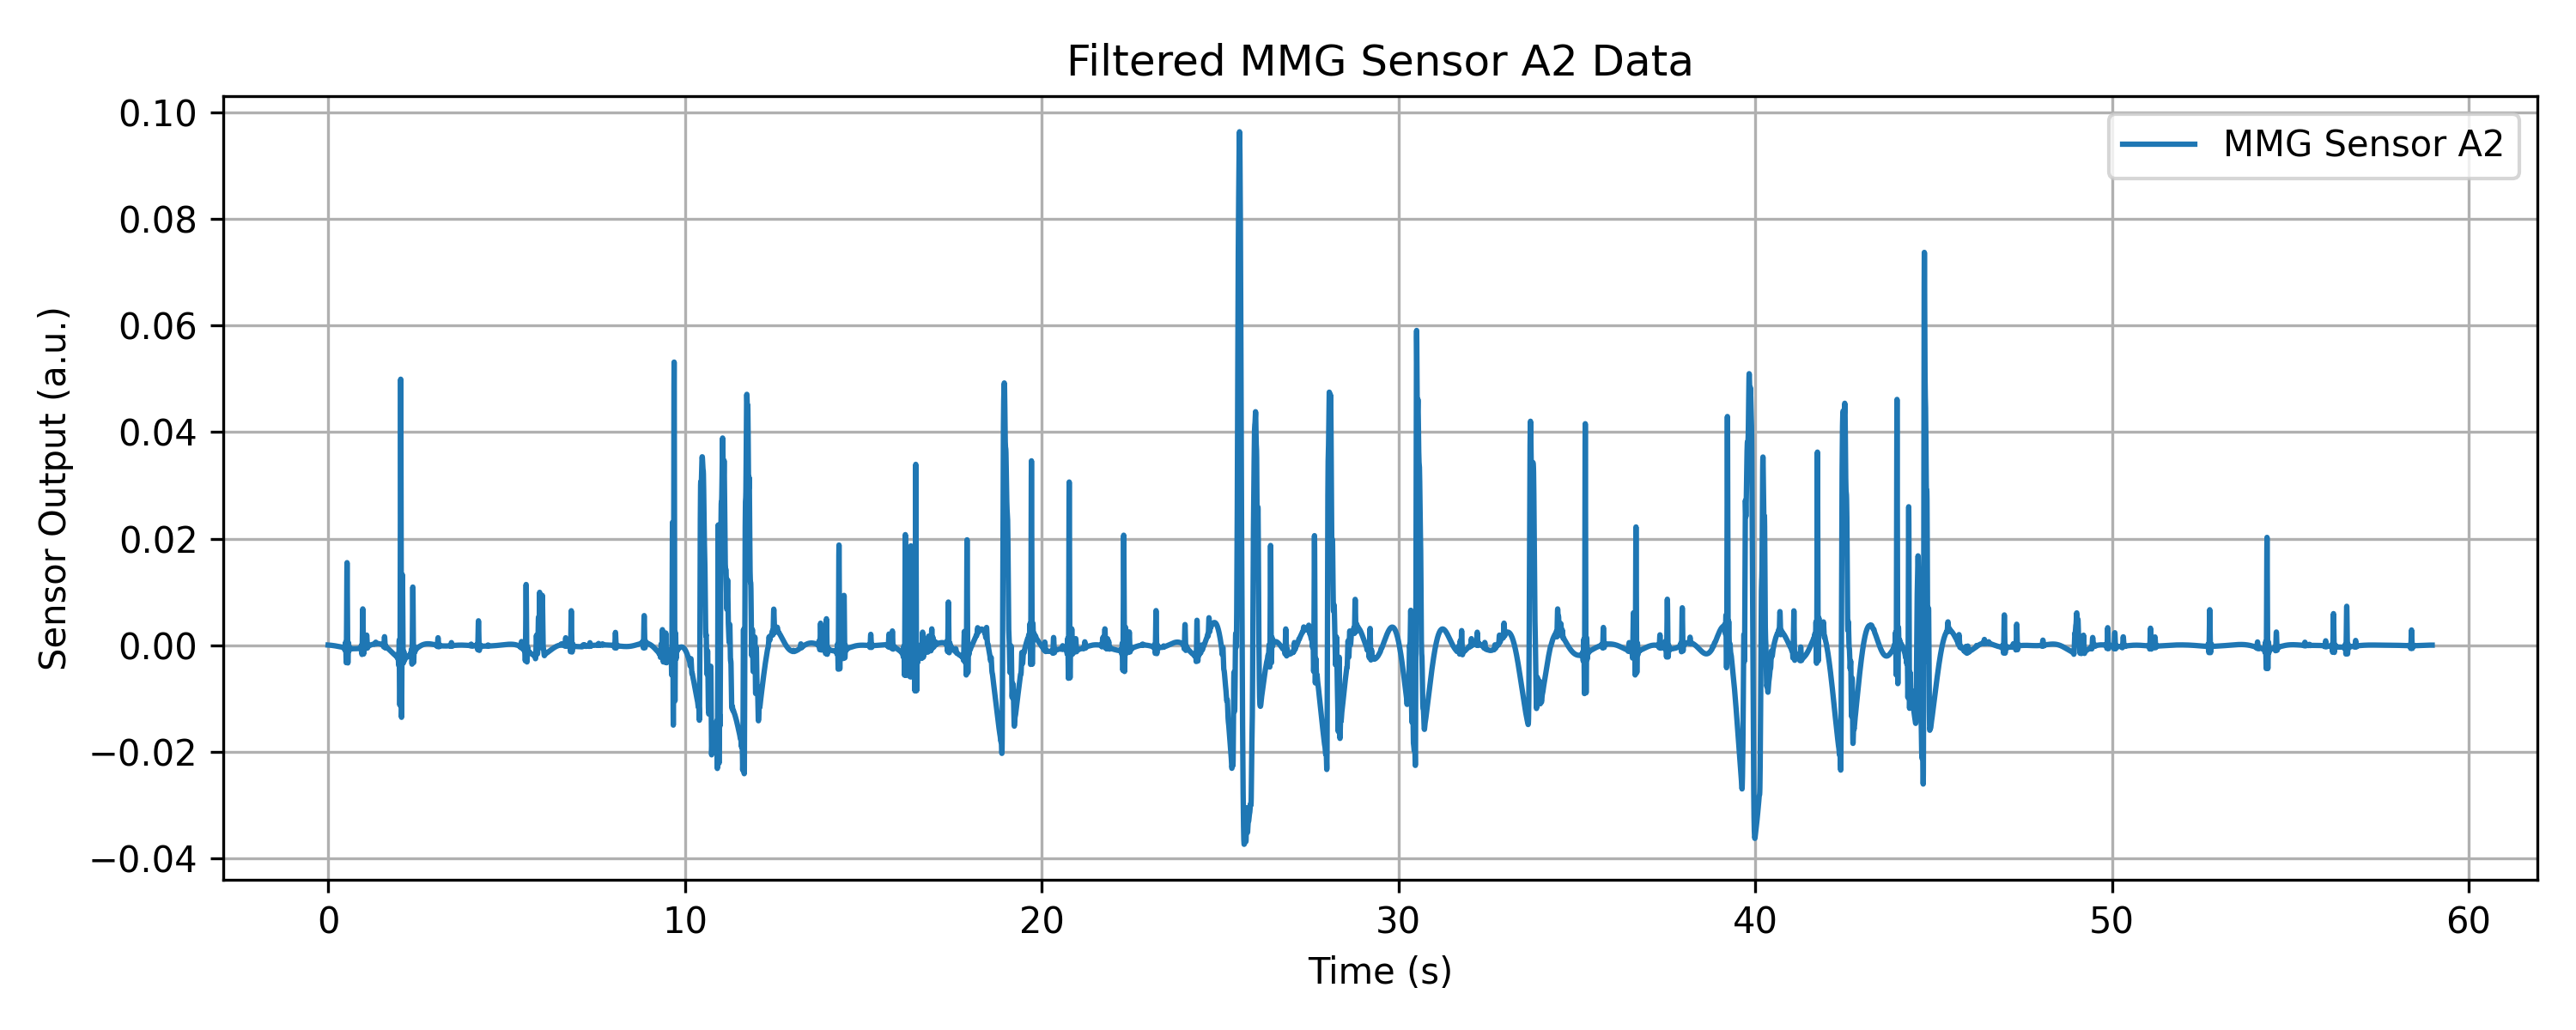 Filtered MMG Sensor A2 Data
MMG Sensor A2
Sensor Output (a.u.)
0.10
0.08
0.06
0.04
0.02
0.00
−0.02
−0.04
0 10 20 30 40 50 60
Time (s)